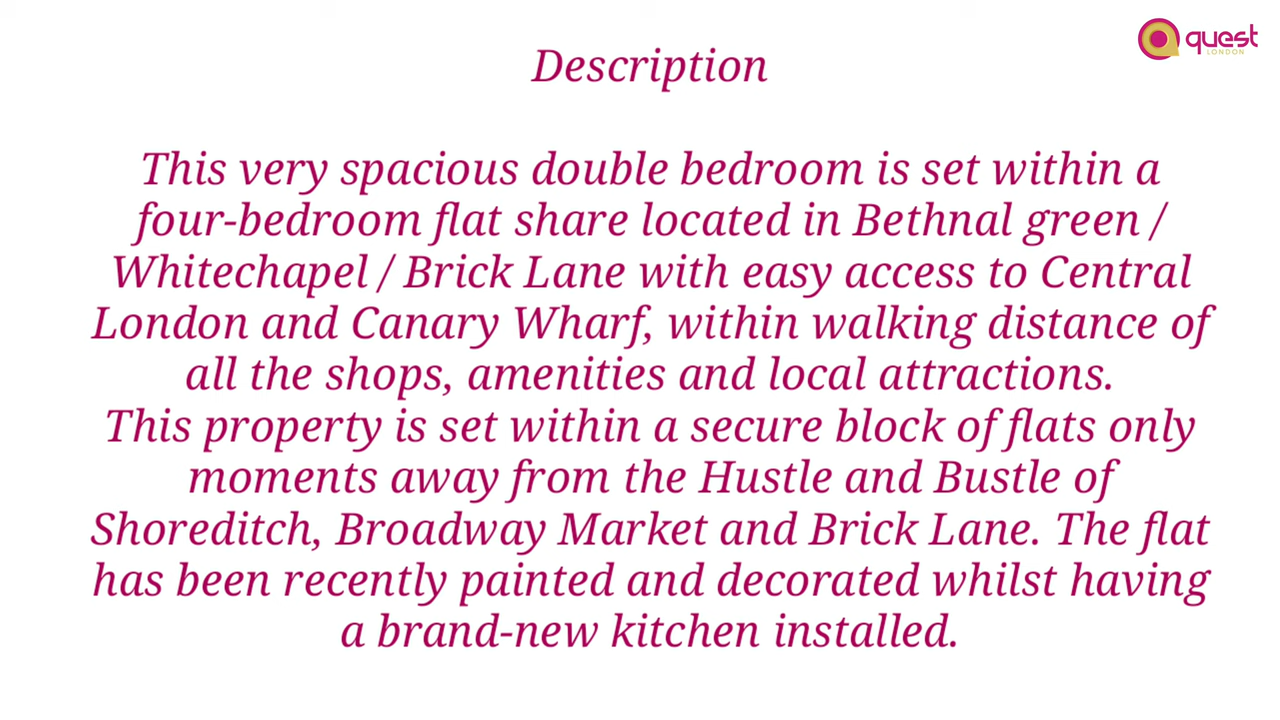 quest
LONDON
Description
This very spacious double bedroom is set within a
four-bedroom flat share located in Bethnal green /
Whitechapel / Brick Lane with easy access to Central
London and Canary Wharf, within walking distance of
all the shops, amenities and local attractions.
This property is set within a secure block of flats only
moments away from the Hustle and Bustle of
Shoreditch, Broadway Market and Brick Lane. The flat
has been recently painted and decorated whilst having
a brand-new kitchen installed.